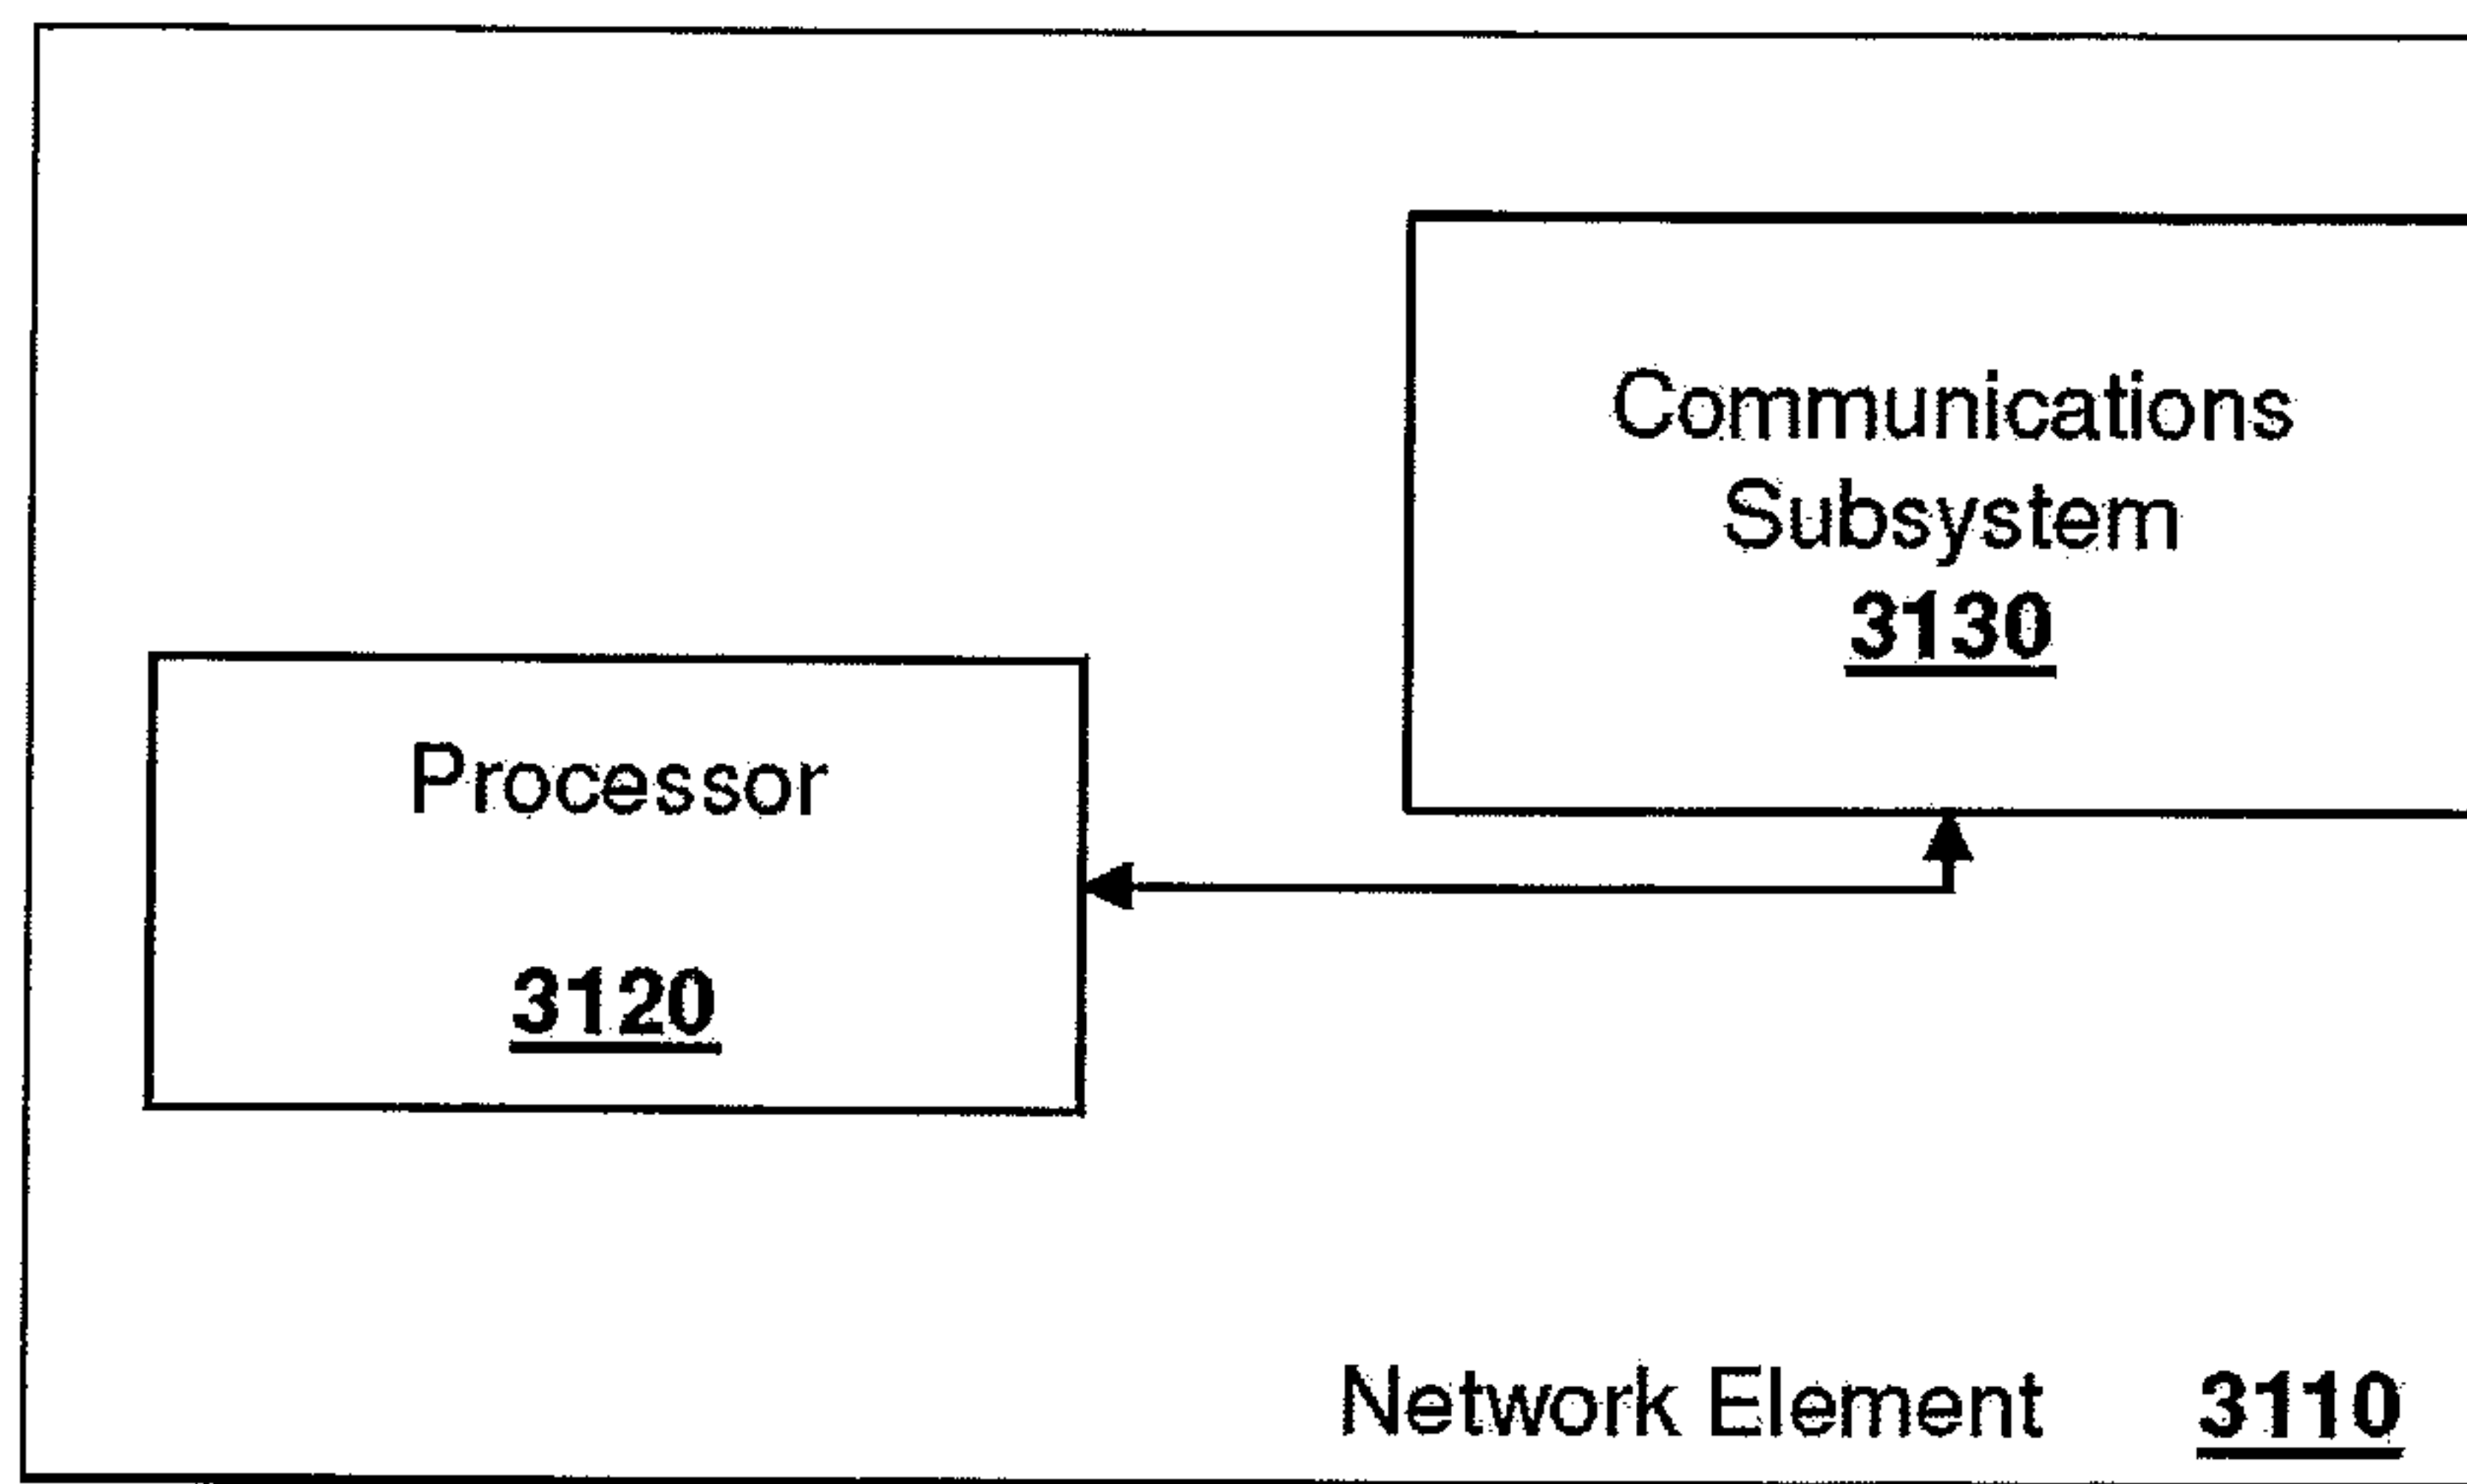 Communications
Subsystem
3130
Processor
3120
Network Element 3110